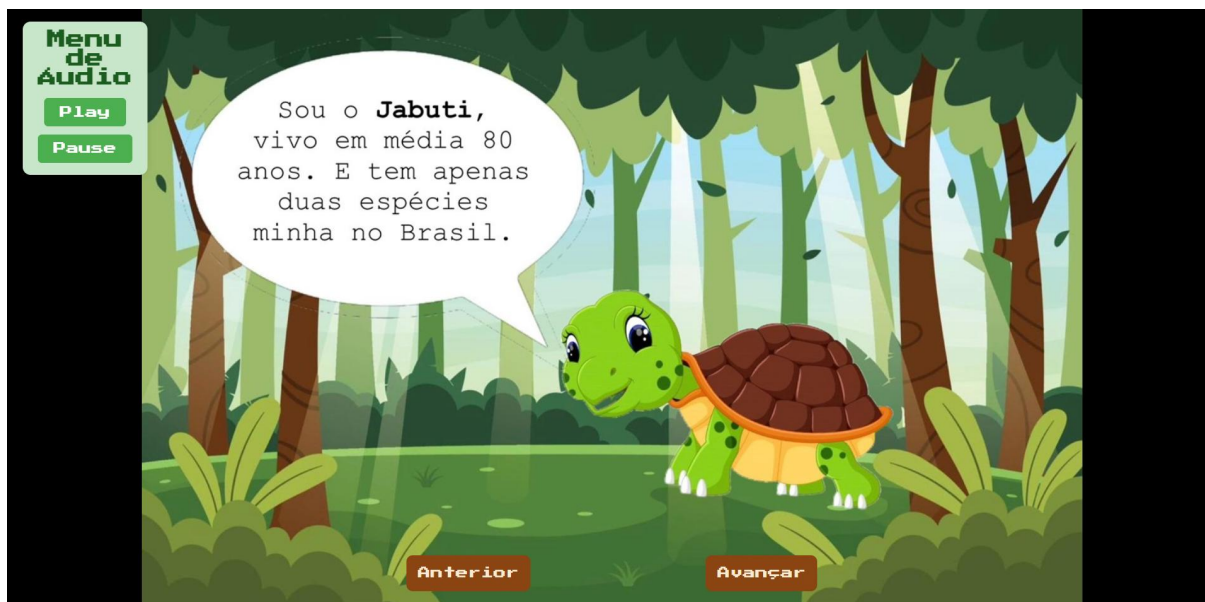 Menu
de
Áudio
Play
Pause
Sou o Jabuti,
vivo em média 80
anos. E tem apenas
duas espécies
minha no Brasil.
Anterior
Avançar